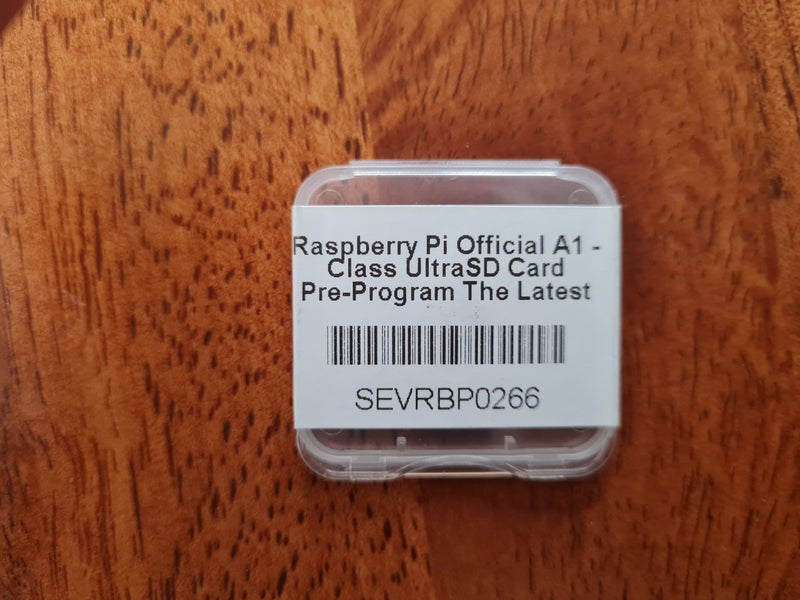 Raspberry Pi Official A1 -
Class UltraSD Card
Pre-Program The Latest
SEVRBP0266